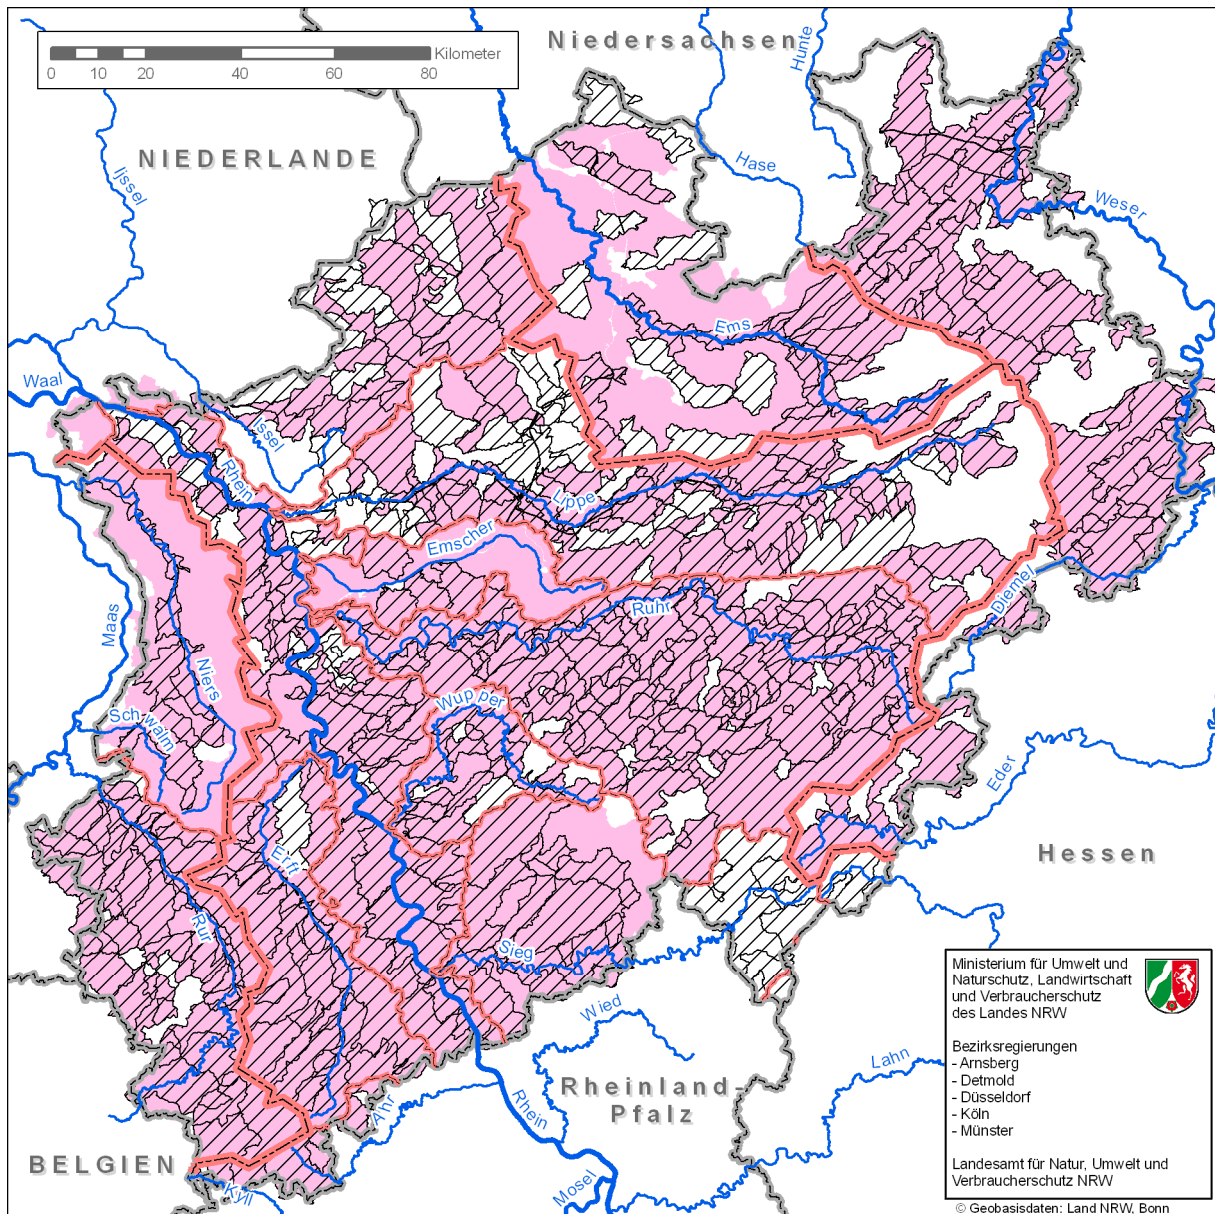 Kilometer
0 10 20 40 60 80
Niedersachsen
Hunte
NIEDERLANDE
Ijssel
Hase
Weser
Ems
Waal
Issel
Rhein
Lippe
Emscher
Maas
Ruhr
Diemel
Niers
Schwalm
Wupper
Eder
Erft
Hessen
Rur
Sieg
Wied
Lahn
Rheinland-
Pfalz
Rhein
Ahr
BELGIEN
Kyll
Mosel
Ministerium für Umwelt und
Naturschutz, Landwirtschaft
und Verbraucherschutz
des Landes NRW
Bezirksregierungen
- Arnsberg
- Detmold
- Düsseldorf
- Köln
- Münster
Landesamt für Natur, Umwelt und
Verbraucherschutz NRW
© Geobasisdaten: Land NRW, Bonn